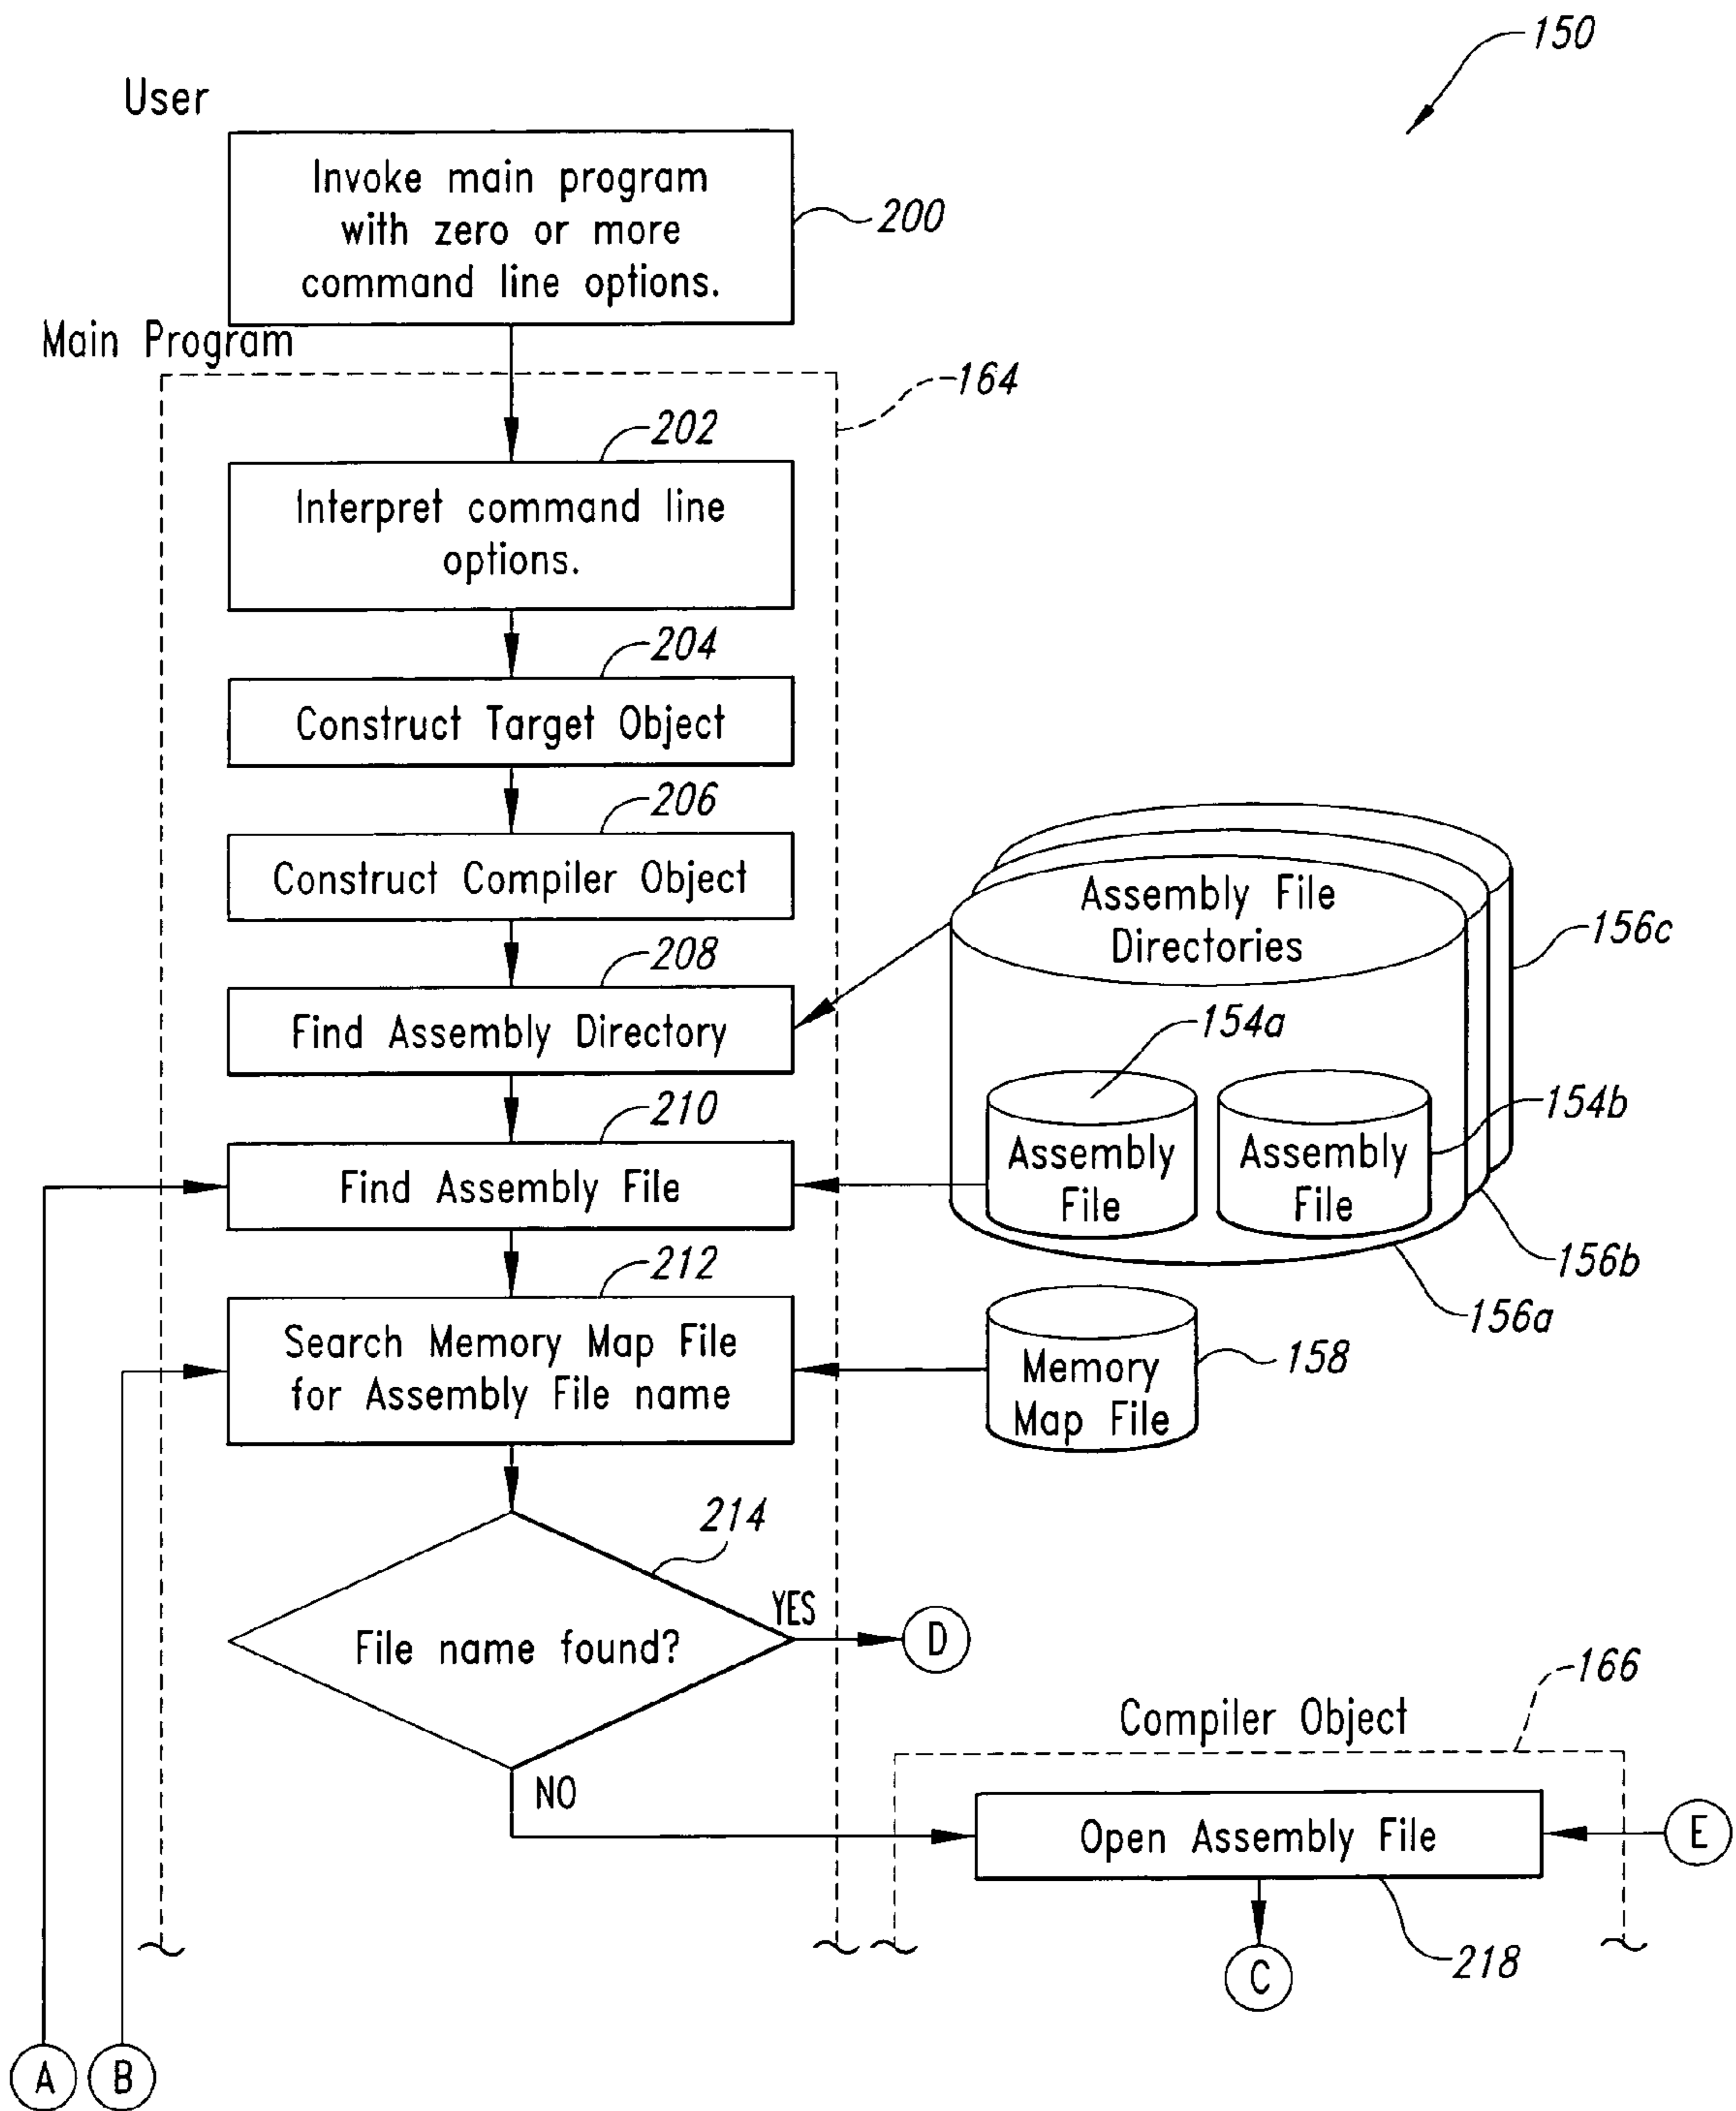 150
User
Invoke main program
with zero or more
command line options.
200
Main Program
164
202
Interpret command line
options.
204
Construct Target Object
206
Construct Compiler Object
Assembly File
Directories
156c
208
Find Assembly Directory
154a
154b
210
Find Assembly File
Assembly
File
Assembly
File
156b
156a
212
Search Memory Map File
for Assembly File name
Memory
Map File
158
214
File name found?
YES
D
NO
166
Compiler Object
Open Assembly File
E
218
C
A
B